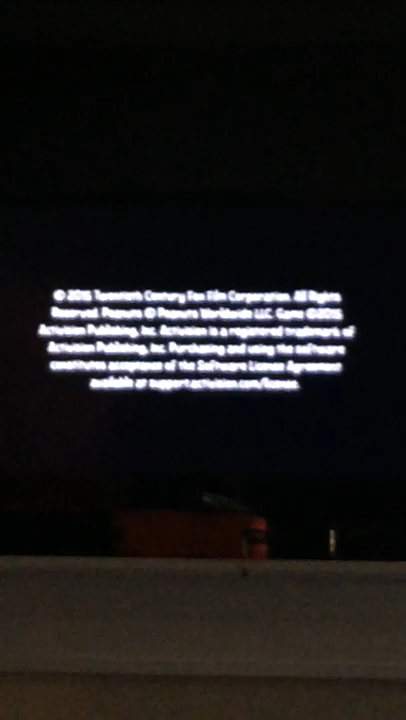 © 2015 Twentieth Century Fox Film Corporation. All Rights
Reserved. Peanuts © Peanuts Worldwide LLC. Game ©2015
Activision Publishing, Inc. Activision is a registered trademark of
Activision Publishing, Inc. Purchasing and using the software
constitutes acceptance of the Software License Agreement
available at support.activision.com/license.